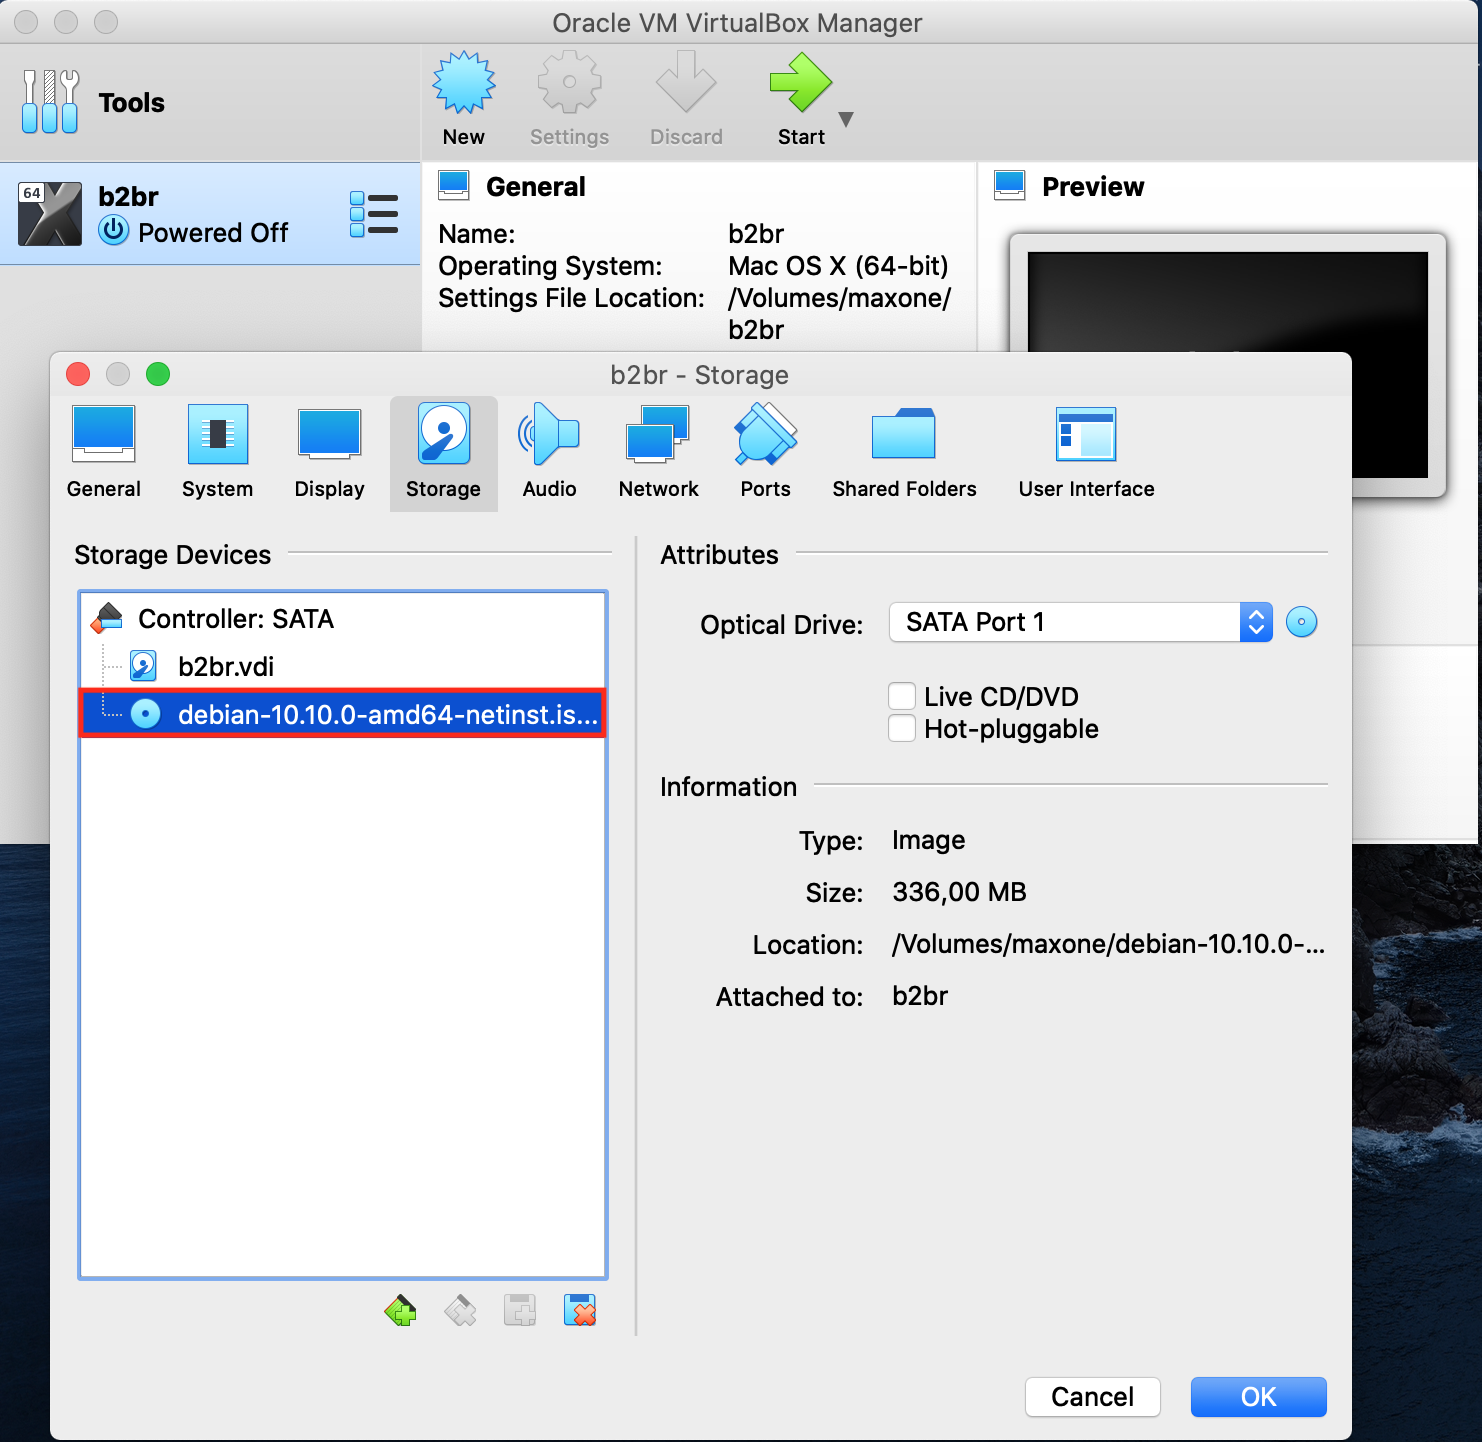 Oracle VM VirtualBox Manager
Tools
New
Settings
Discard
Start
64
b2br
Powered Off
General
Name: b2br
Operating System: Mac OS X (64-bit)
Settings File Location: /Volumes/maxone/
b2br
Preview
b2br - Storage
General
System
Display
Storage
Audio
Network
Ports
Shared Folders
User Interface
Storage Devices
Controller: SATA
b2br.vdi
debian-10.10.0-amd64-netinst.is...
Attributes
Optical Drive: SATA Port 1
Live CD/DVD
Hot-pluggable
Information
Type: Image
Size: 336,00 MB
Location: /Volumes/maxone/debian-10.10.0-...
Attached to: b2br
Cancel
OK